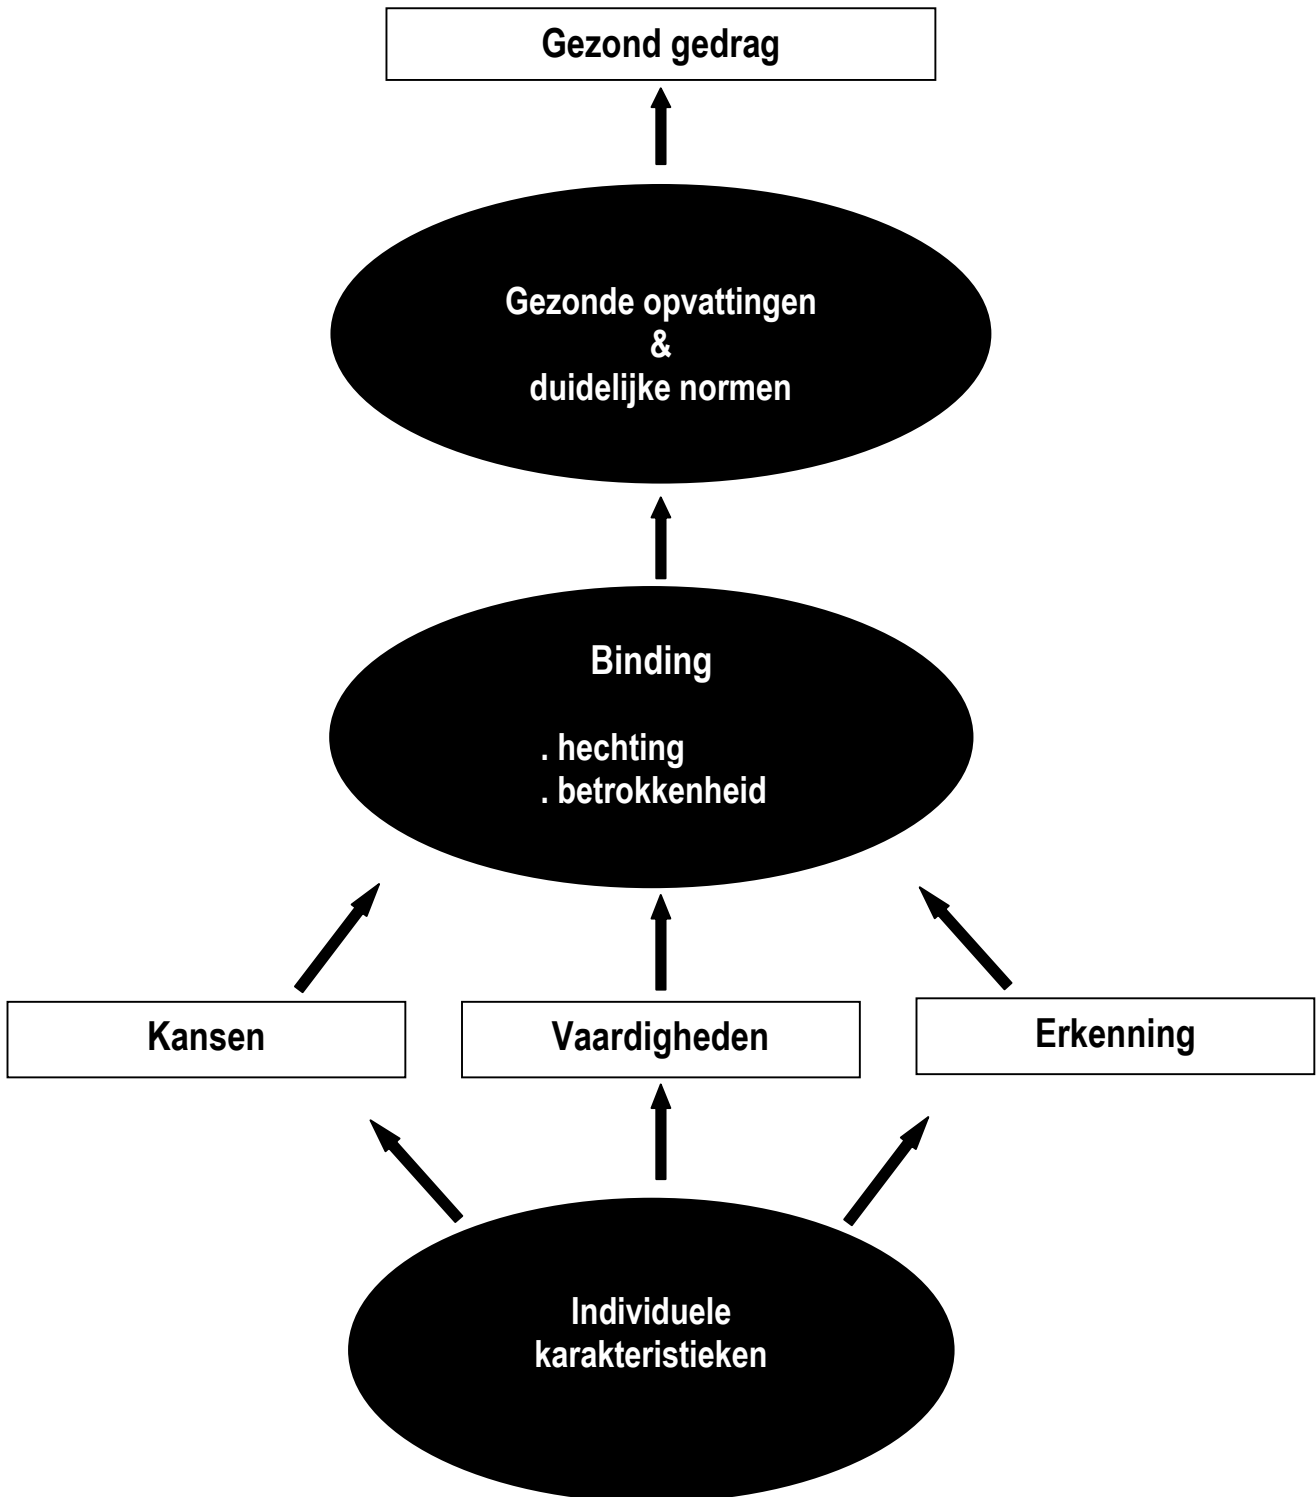 Gezond gedrag
Gezonde opvattingen
&
duidelijke normen
Binding
. hechting
. betrokkenheid
Kansen
Vaardigheden
Erkenning
Individuele
karakteristieken